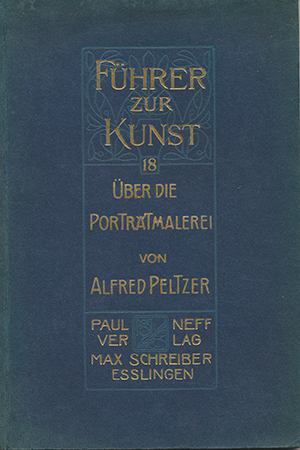 FÜHRER
ZUR
KUNST
18
ÜBER DIE
PORTRÄTMALEREI
VON
ALFRED PELTZER
PAUL NEFF
VER LAG
MAX SCHREIBER
ESSLINGEN